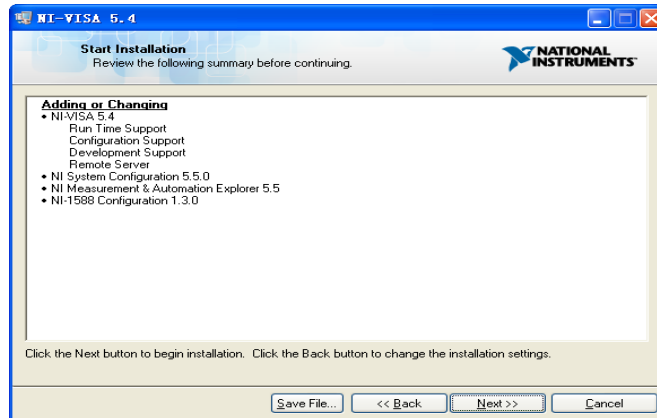 NI-VISA 5.4
Start Installation
Review the following summary before continuing.
NATIONAL
INSTRUMENTS™
Adding or Changing
• NI-VISA 5.4
Run Time Support
Configuration Support
Development Support
Remote Server
• NI System Configuration 5.5.0
• NI Measurement & Automation Explorer 5.5
• NI-1588 Configuration 1.3.0
Click the Next button to begin installation. Click the Back button to change the installation settings.
Save File... << Back Next >> Cancel